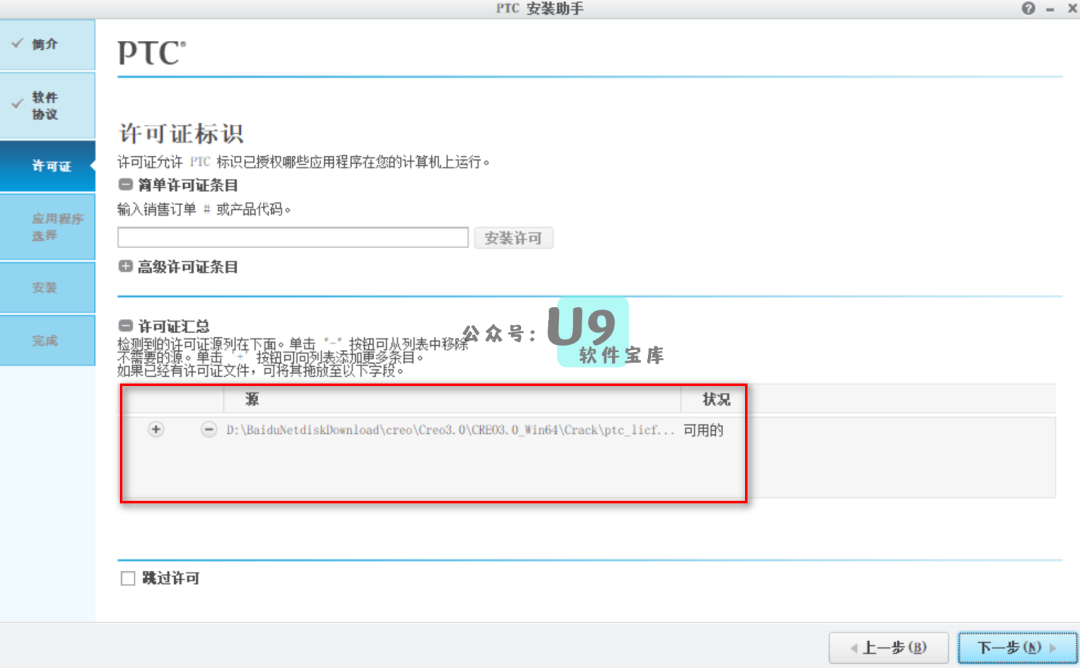 PTC 安装助手
简介
软件
协议
许可证
应用程序
选择
安装
完成
PTC®
许可证标识
许可证允许 PTC 标识已授权哪些应用程序在您的计算机上运行。
简单许可证条目
输入销售订单 # 或产品代码。
安装许可
高级许可证条目
许可证汇总
检测到的许可证源列在下面。单击 "-" 按钮可从列表中移除
不需要的源。单击 "+" 按钮可向列表添加更多条目。
如果已经有许可证文件，可将其拖放至以下字段。
公众号：U9
软件宝库
源 状况
D:\BaiduNetdiskDownload\creo\Creo3.0\CREO3.0_Win64\Crack\ptc_licf... 可用的
跳过许可
上一步(B) 下一步(N)